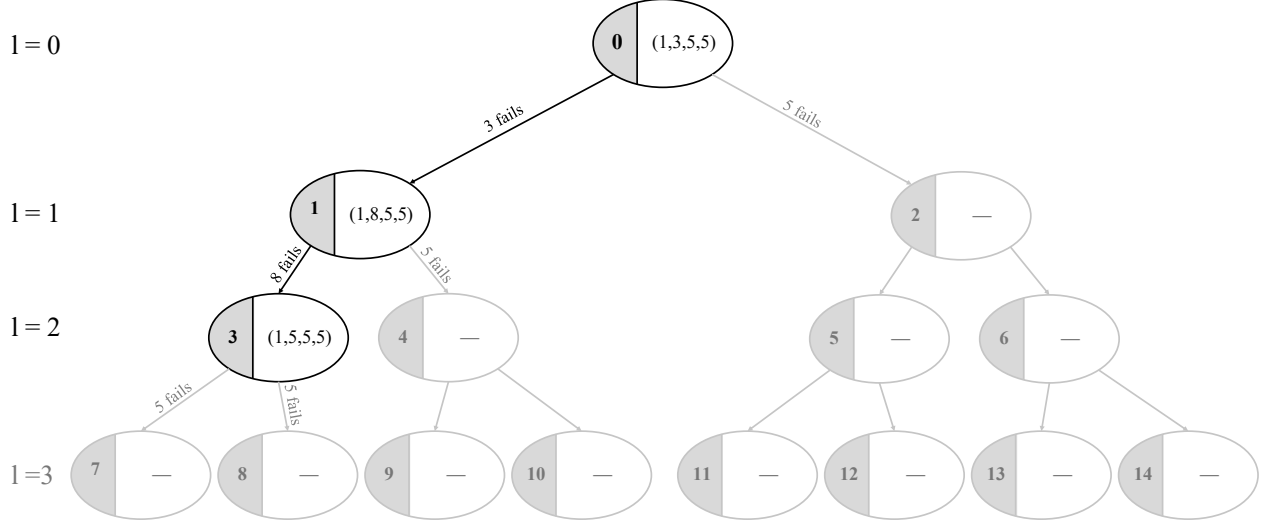 l = 0
0 (1,3,5,5)
3 fails
5 fails
l = 1
1 (1,8,5,5)
2 —
8 fails
5 fails
l = 2
3 (1,5,5,5)
4 —
5 —
6 —
5 fails
5 fails
l =3
7 —
8 —
9 —
10 —
11 —
12 —
13 —
14 —